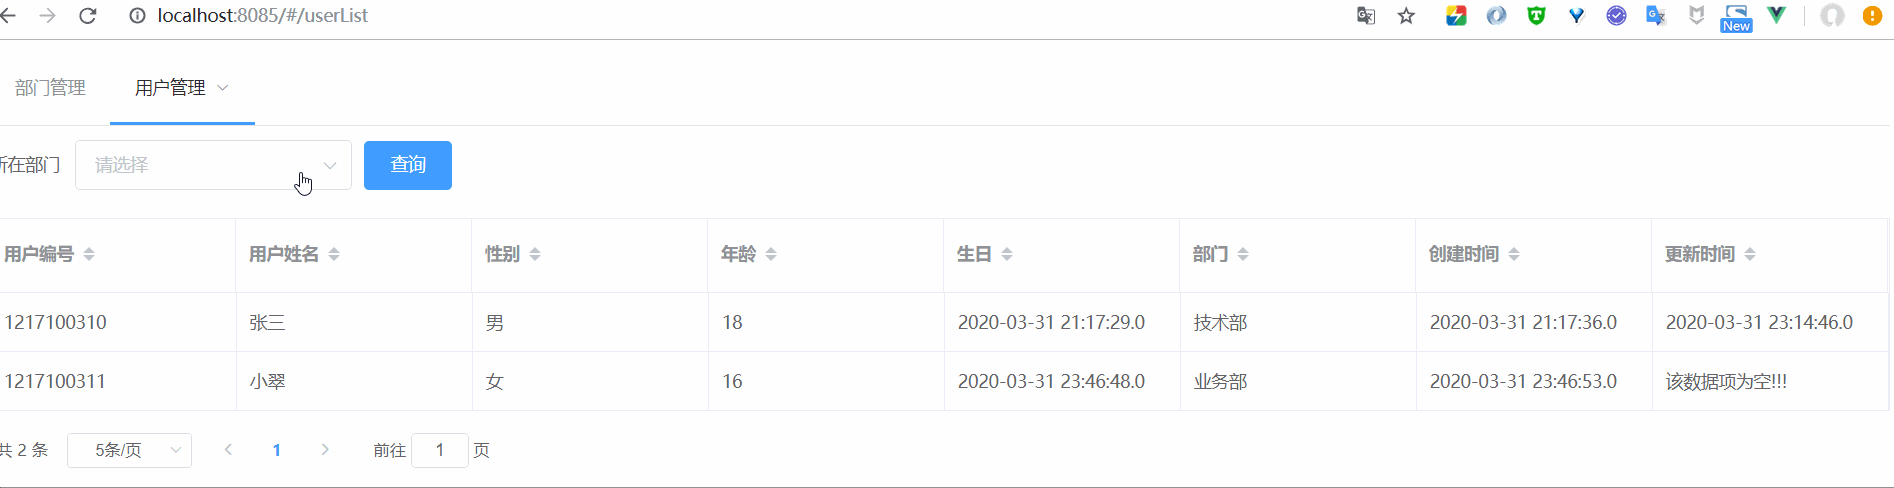 localhost:8085/#/userList
New
部门管理 用户管理
所在部门 请选择 查询
用户编号 用户姓名 性别 年龄 生日 部门 创建时间 更新时间
1217100310 张三 男 18 2020-03-31 21:17:29.0 技术部 2020-03-31 21:17:36.0 2020-03-31 23:14:46.0
1217100311 小翠 女 16 2020-03-31 23:46:48.0 业务部 2020-03-31 23:46:53.0 该数据项为空!!!
共 2 条 5条/页 1 前往 1 页